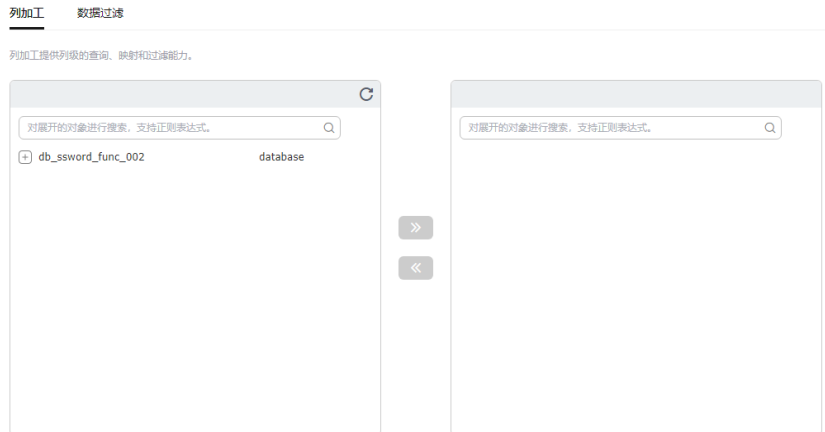 列加工 数据过滤
列加工提供列级的查询、映射和过滤能力。
对展开的对象进行搜索，支持正则表达式。 对展开的对象进行搜索，支持正则表达式。
db_ssword_func_002 database